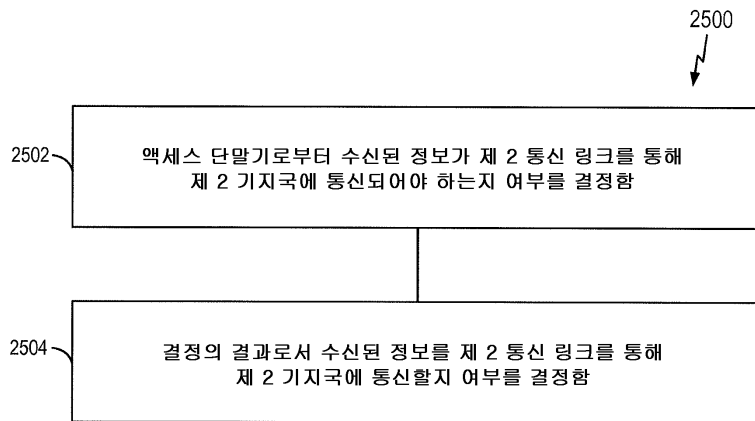 2500
2502
액세스 단말기로부터 수신된 정보가 제 2 통신 링크를 통해
제 2 기지국에 통신되어야 하는지 여부를 결정함
2504
결정의 결과로서 수신된 정보를 제 2 통신 링크를 통해
제 2 기지국에 통신할지 여부를 결정함